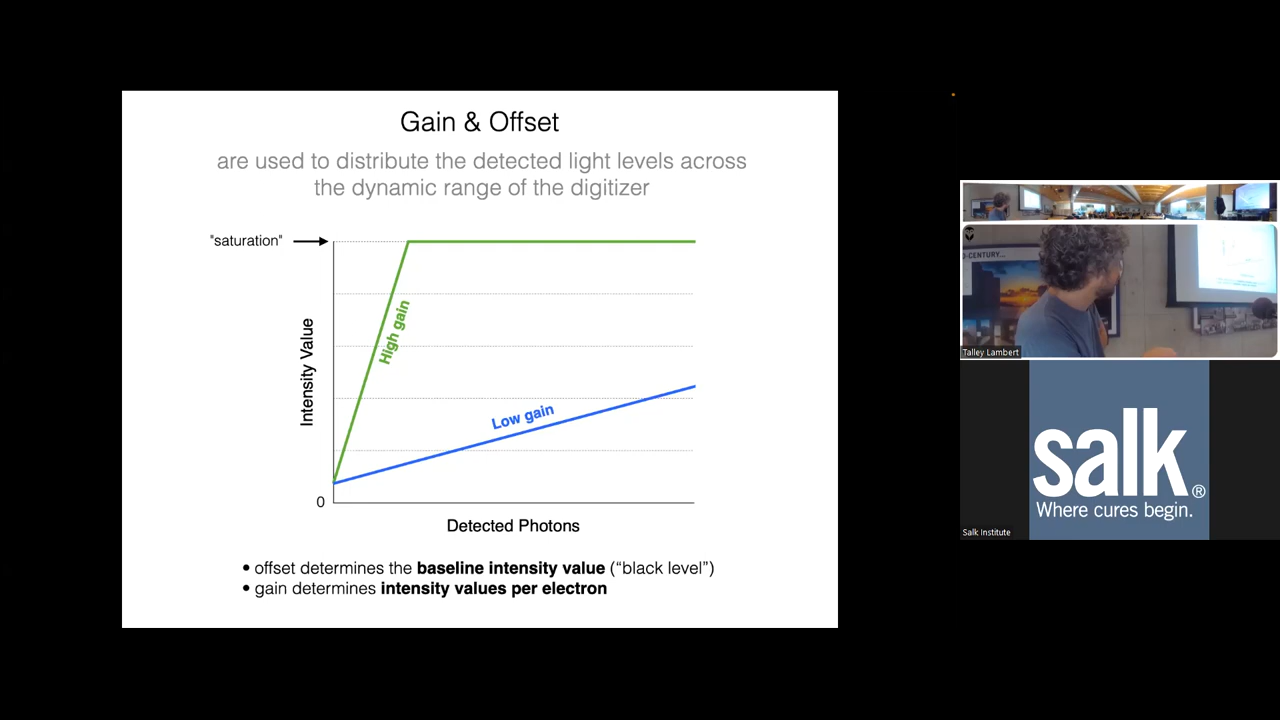 Gain & Offset
are used to distribute the detected light levels across
the dynamic range of the digitizer
"saturation"
High gain
Low gain
Intensity Value
0
Detected Photons
• offset determines the baseline intensity value (“black level”)
• gain determines intensity values per electron
D-CENTURY...
Talley Lambert
salk®
Where cures begin.
Salk Institute